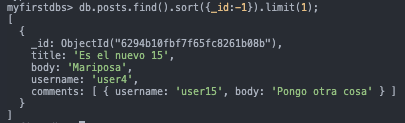 myfirstdbs> db.posts.find().sort({_id:-1}).limit(1);
[
  {
    _id: ObjectId("6294b10fbf7f65fc8261b08b"),
    title: 'Es el nuevo 15',
    body: 'Mariposa',
    username: 'user4',
    comments: [ { username: 'user15', body: 'Pongo otra cosa' } ]
  }
]